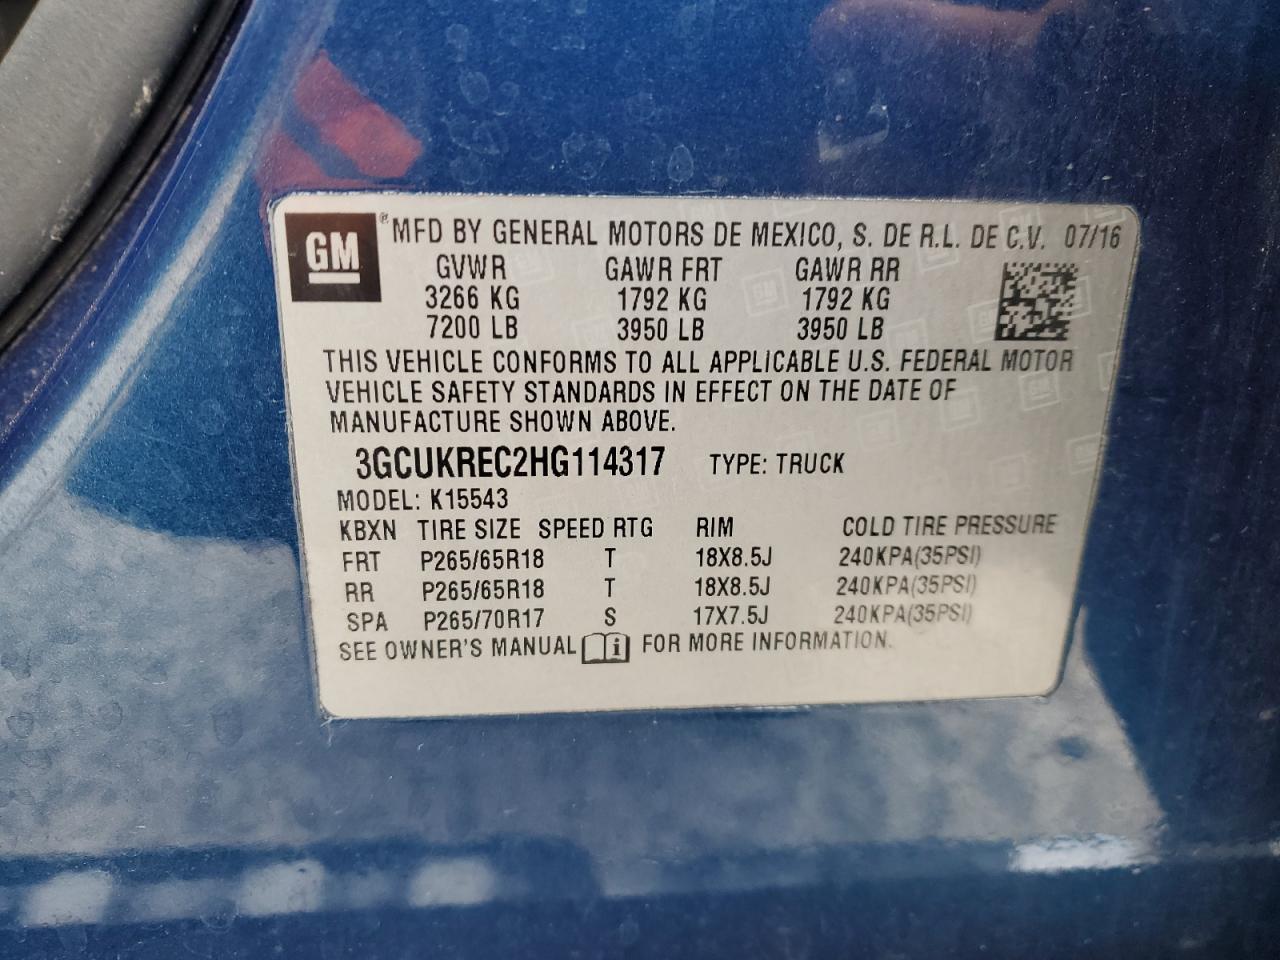 GM ® MFD BY GENERAL MOTORS DE MEXICO, S. DE R.L. DE C.V. 07/16
GVWR GAWR FRT GAWR RR
3266 KG 1792 KG 1792 KG
7200 LB 3950 LB 3950 LB
THIS VEHICLE CONFORMS TO ALL APPLICABLE U.S. FEDERAL MOTOR
VEHICLE SAFETY STANDARDS IN EFFECT ON THE DATE OF
MANUFACTURE SHOWN ABOVE.
3GCUKREC2HG114317 TYPE: TRUCK
MODEL: K15543
KBXN TIRE SIZE SPEED RTG RIM COLD TIRE PRESSURE
FRT P265/65R18 T 18X8.5J 240KPA(35PSI)
RR P265/65R18 T 18X8.5J 240KPA(35PSI)
SPA P265/70R17 S 17X7.5J 240KPA(35PSI)
SEE OWNER'S MANUAL i FOR MORE INFORMATION.